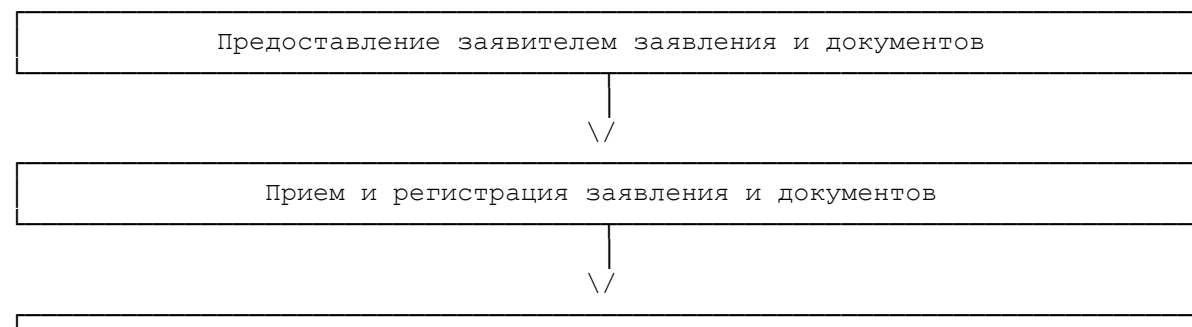 Предоставление заявителем заявления и документов
Прием и регистрация заявления и документов